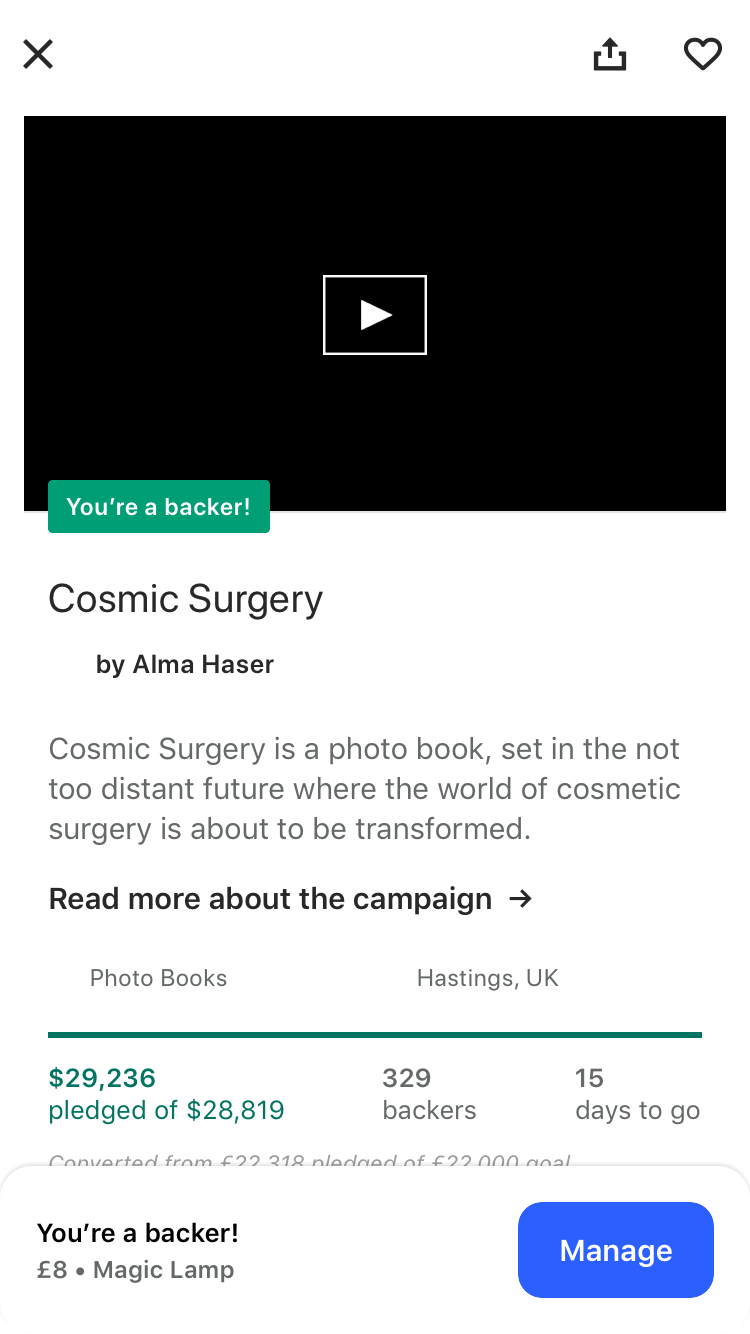 You’re a backer!
Cosmic Surgery
by Alma Haser
Cosmic Surgery is a photo book, set in the not
too distant future where the world of cosmetic
surgery is about to be transformed.
Read more about the campaign →
Photo Books
Hastings, UK
$29,236
pledged of $28,819
329
backers
15
days to go
Converted from £22,318 pledged of £22,000 goal
You’re a backer!
£8 • Magic Lamp
Manage